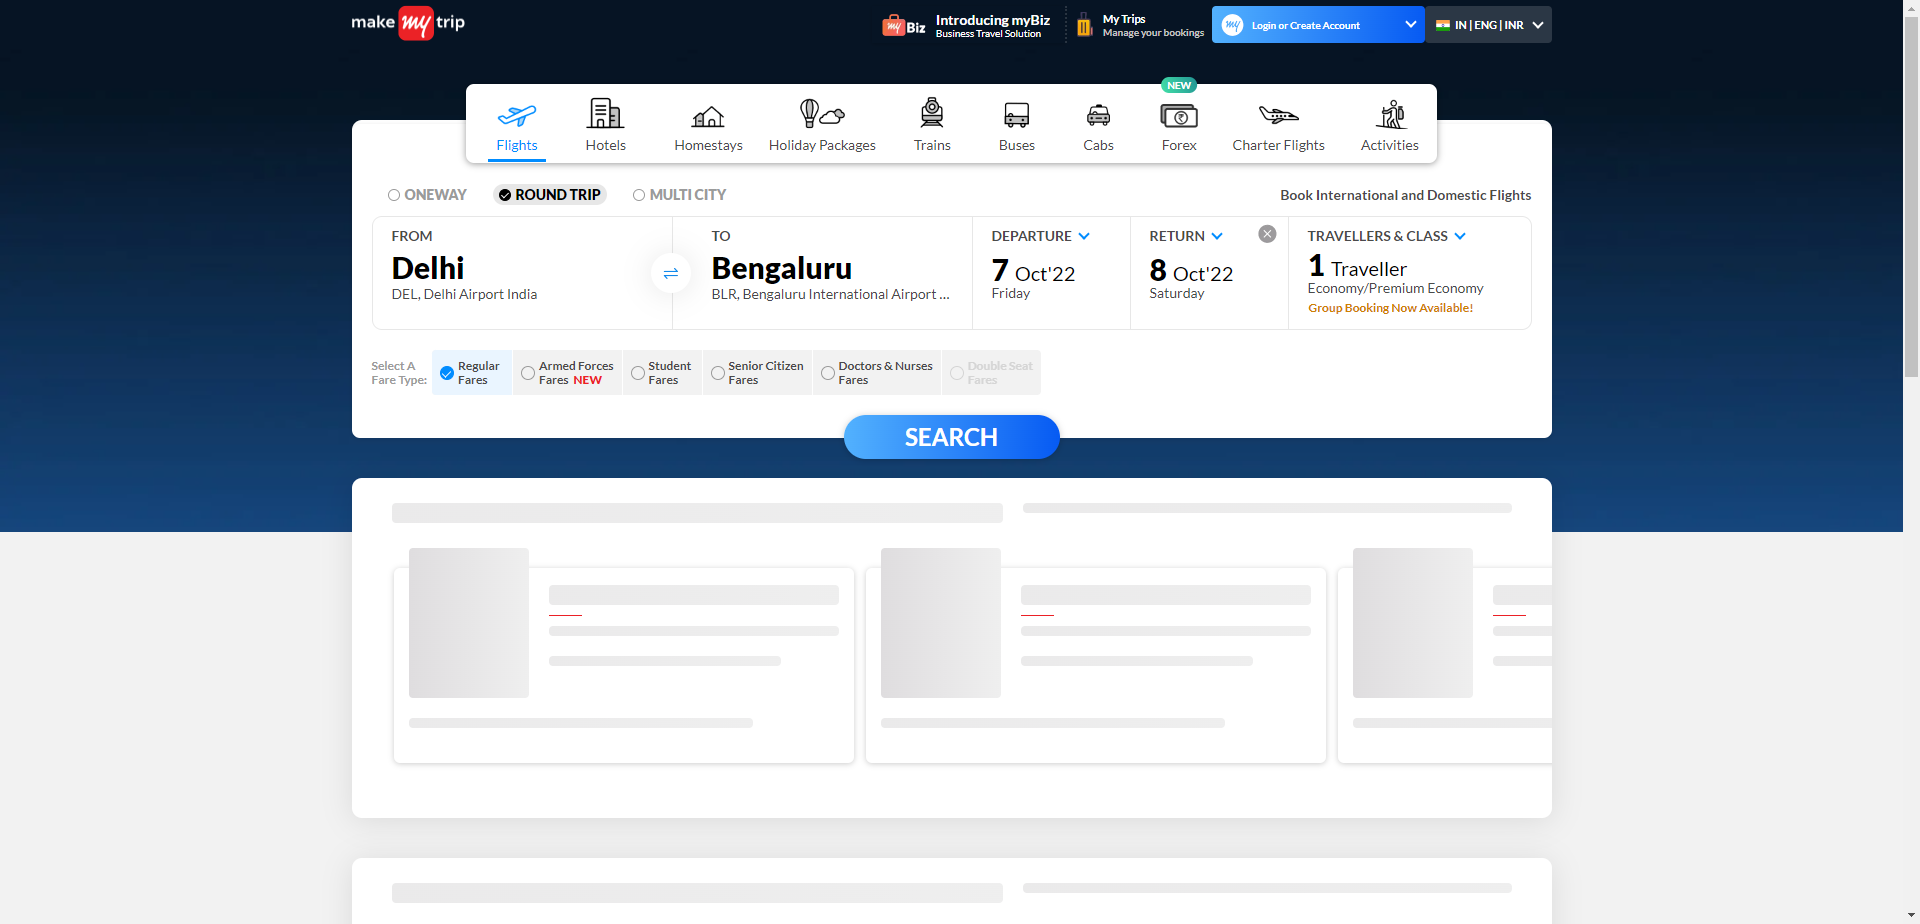 make my trip
my Biz
Introducing myBiz
Business Travel Solution
My Trips
Manage your bookings
my
Login or Create Account
IN | ENG | INR
NEW
Flights
Hotels
Homestays
Holiday Packages
Trains
Buses
Cabs
Forex
Charter Flights
Activities
ONEWAY
ROUND TRIP
MULTI CITY
Book International and Domestic Flights
FROM
Delhi
DEL, Delhi Airport India
TO
Bengaluru
BLR, Bengaluru International Airport ...
DEPARTURE
7 Oct'22
Friday
RETURN
8 Oct'22
Saturday
TRAVELLERS & CLASS
1 Traveller
Economy/Premium Economy
Group Booking Now Available!
Select A
Fare Type:
Regular
Fares
Armed Forces
Fares NEW
Student
Fares
Senior Citizen
Fares
Doctors & Nurses
Fares
Double Seat
Fares
SEARCH